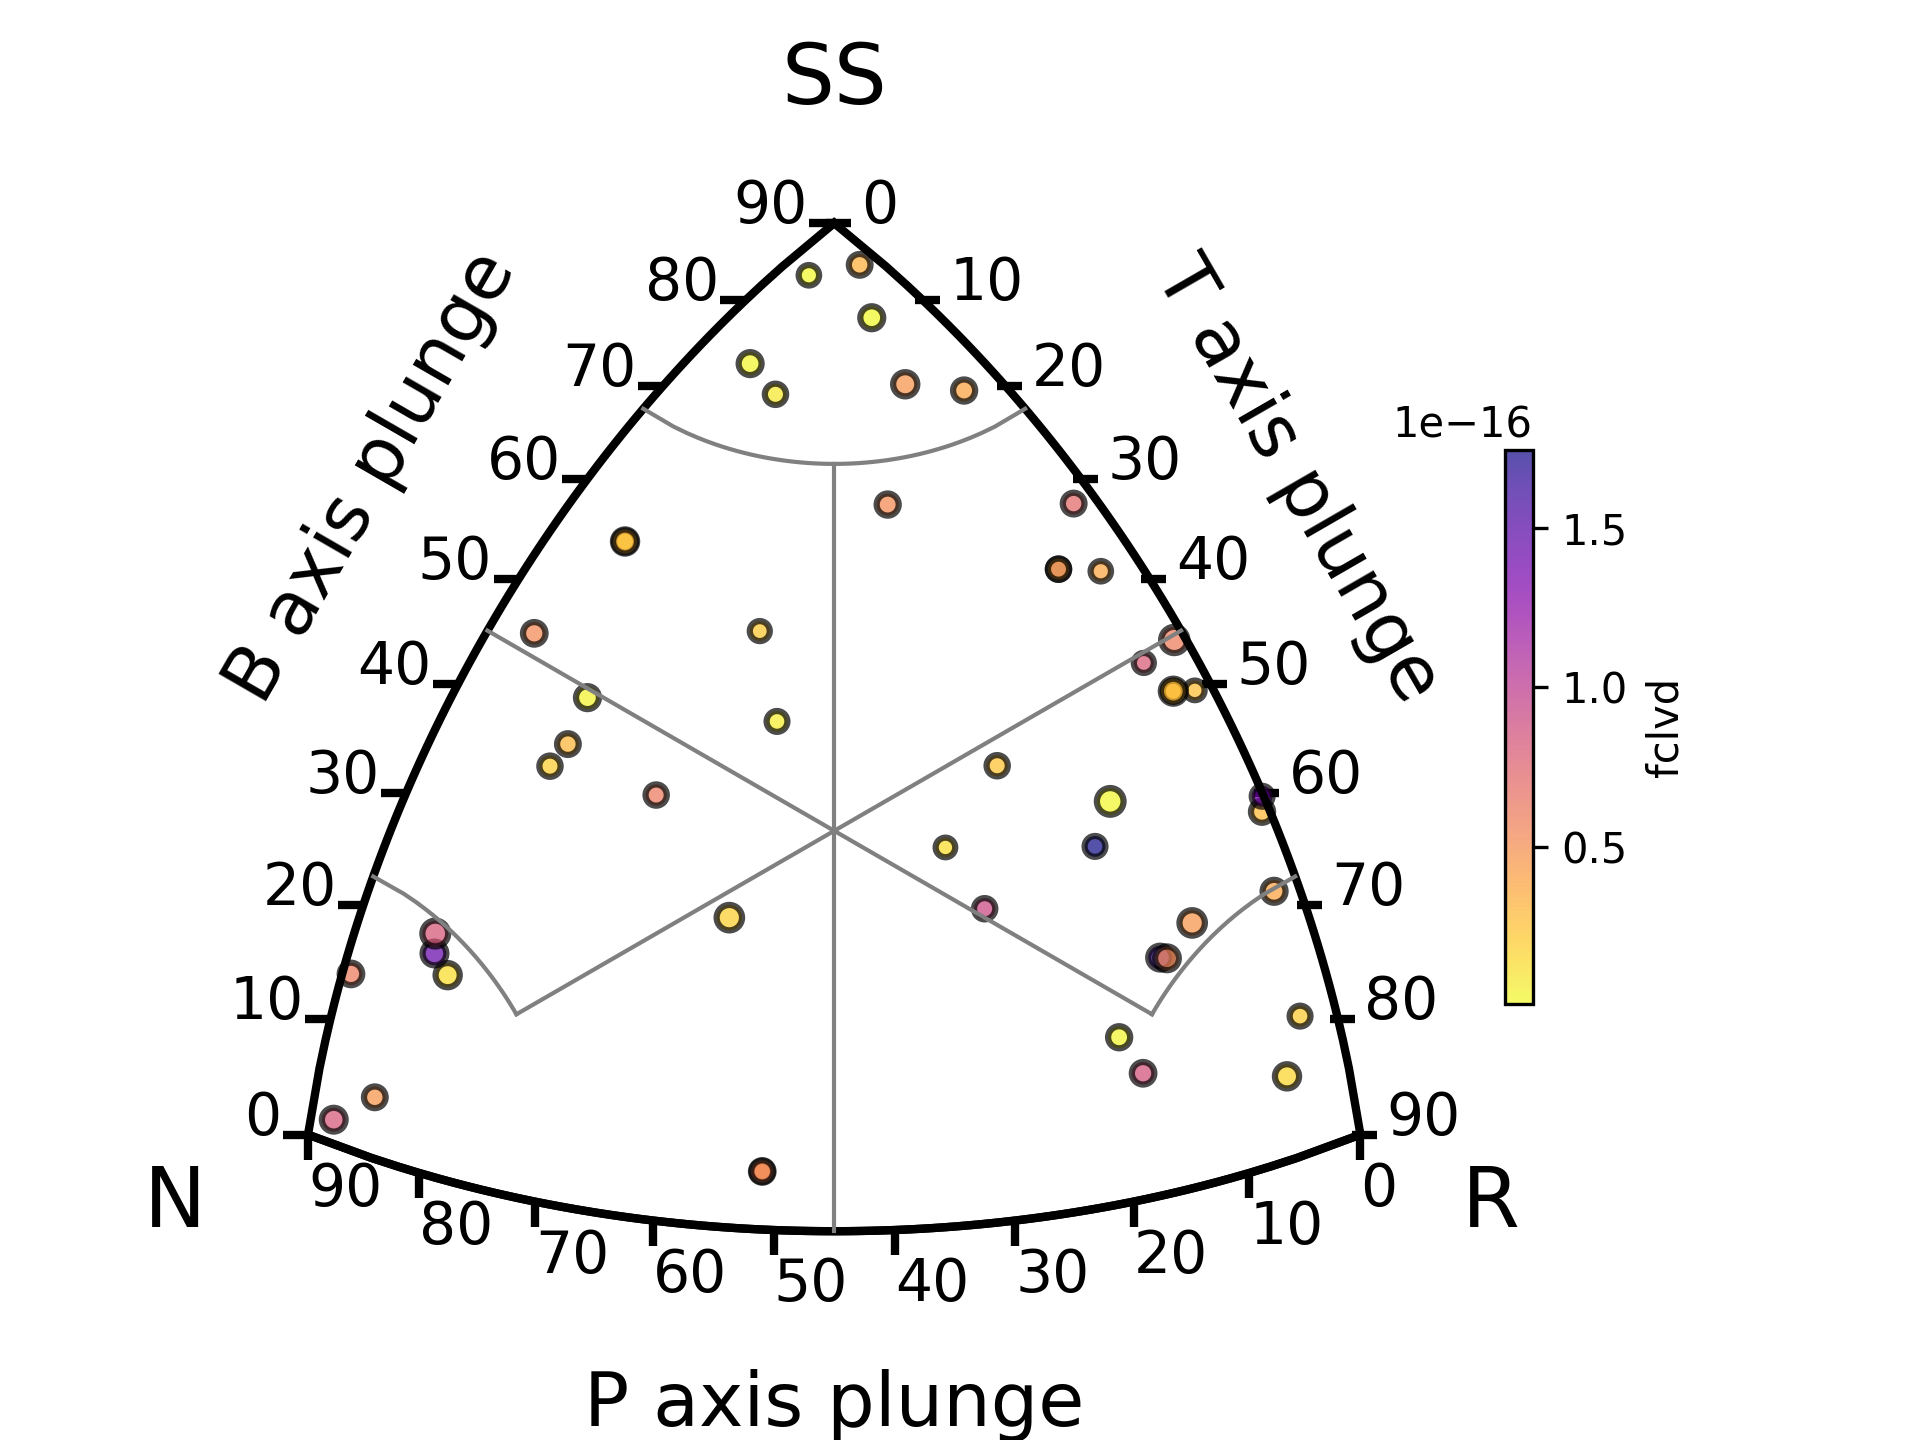 SS
90 0
80 10
70 20
60 30
50 40
40 50
30 60
20 70
10 80
0 90
B axis plunge
T axis plunge
N
R
90 80 70 60 50 40 30 20 10 0
P axis plunge
1e−16
1.5
1.0
0.5
fclvd